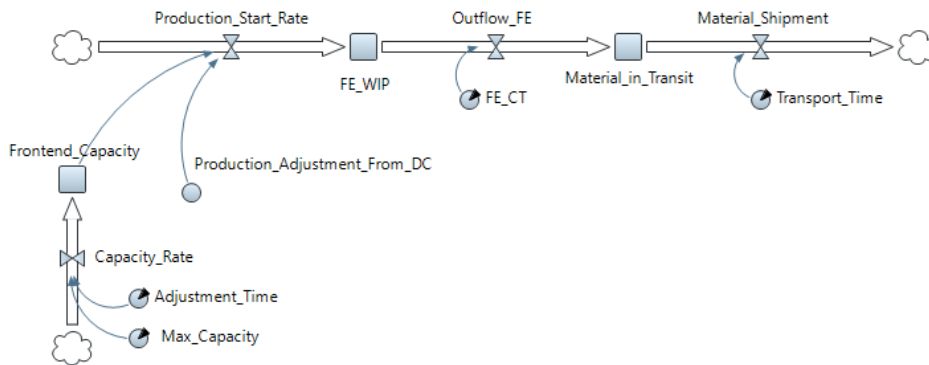 Production_Start_Rate
Outflow_FE
Material_Shipment
FE_WIP
Material_in_Transit
FE_CT
Transport_Time
Frontend_Capacity
Production_Adjustment_From_DC
Capacity_Rate
Adjustment_Time
Max_Capacity